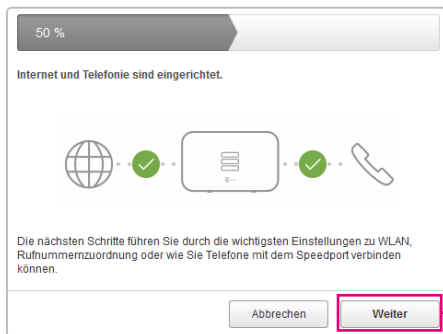 50 %
Internet und Telefonie sind eingerichtet.
Die nächsten Schritte führen Sie durch die wichtigsten Einstellungen zu WLAN,
Rufnummernzuordnung oder wie Sie Telefone mit dem Speedport verbinden
können.
Abbrechen
Weiter